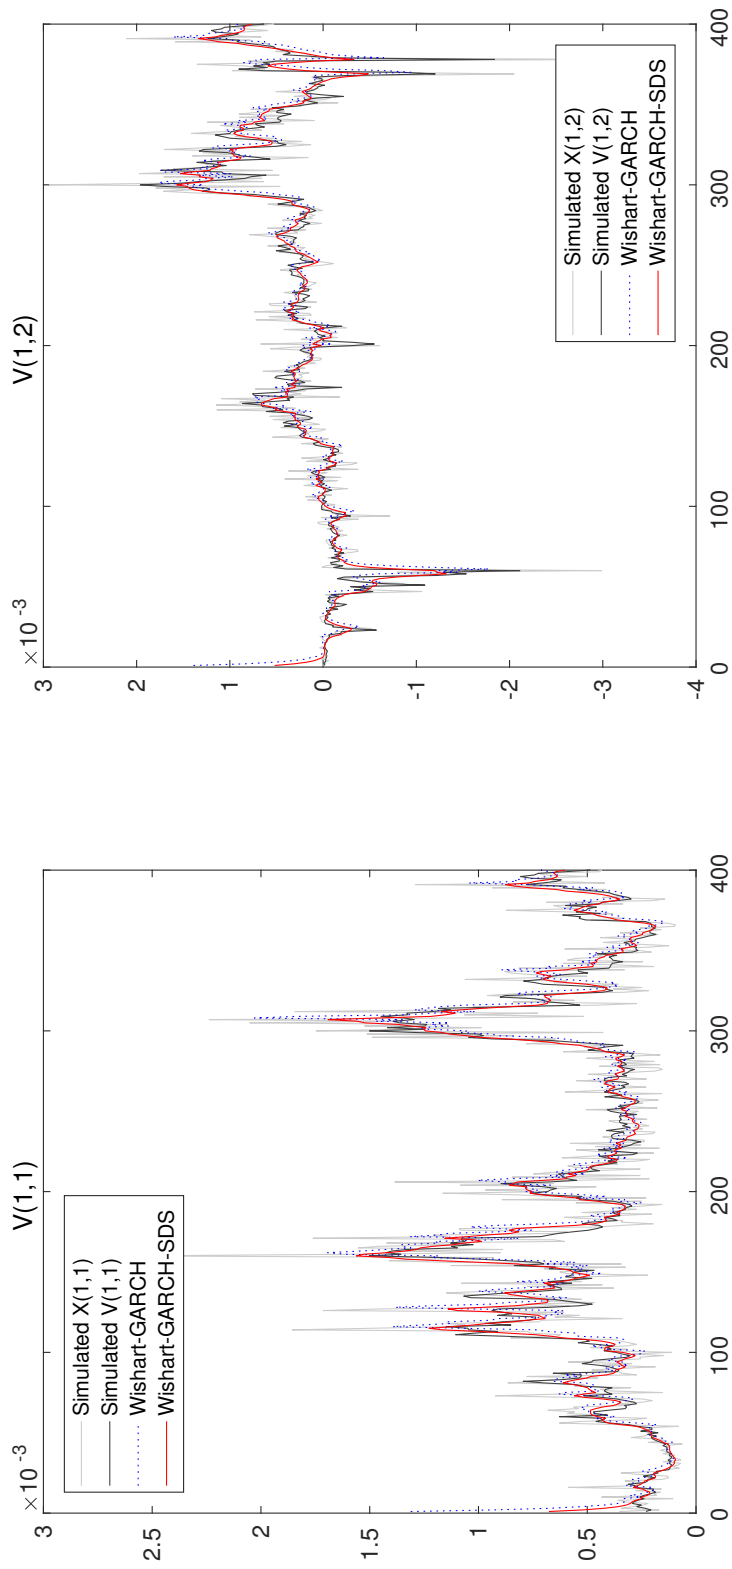 V(1,1)
×10 -3
3
2.5
2
1.5
1
0.5
0
0
100
200
300
400
Simulated X(1,1)
Simulated V(1,1)
Wishart-GARCH
Wishart-GARCH-SDS
V(1,2)
×10 -3
3
2
1
0
-1
-2
-3
-4
0
100
200
300
400
Simulated X(1,2)
Simulated V(1,2)
Wishart-GARCH
Wishart-GARCH-SDS